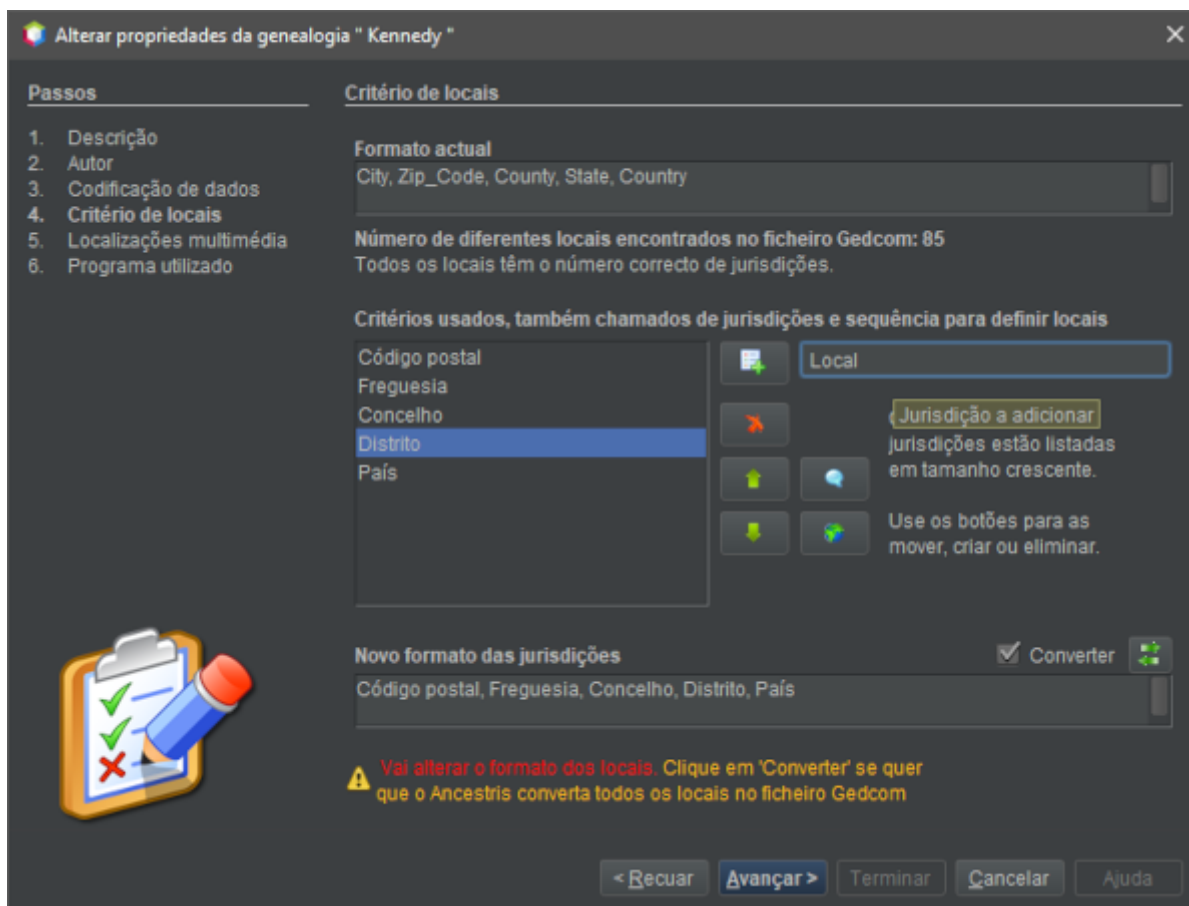 Alterar propriedades da genealogia " Kennedy "
Passos
1. Descrição
2. Autor
3. Codificação de dados
4. Critério de locais
5. Localizações multimédia
6. Programa utilizado
Critério de locais
Formato actual
City, Zip_Code, County, State, Country
Número de diferentes locais encontrados no ficheiro Gedcom: 85
Todos os locais têm o número correcto de jurisdições.
Critérios usados, também chamados de jurisdições e sequência para definir locais
Código postal
Freguesia
Concelho
Distrito
País
Local
Jurisdição a adicionar
jurisdições estão listadas
em tamanho crescente.
Use os botões para as
mover, criar ou eliminar.
Novo formato das jurisdições
Converter
Código postal, Freguesia, Concelho, Distrito, País
Vai alterar o formato dos locais. Clique em 'Converter' se quer
que o Ancestris converta todos os locais no ficheiro Gedcom
< Recuar
Avançar >
Terminar
Cancelar
Ajuda